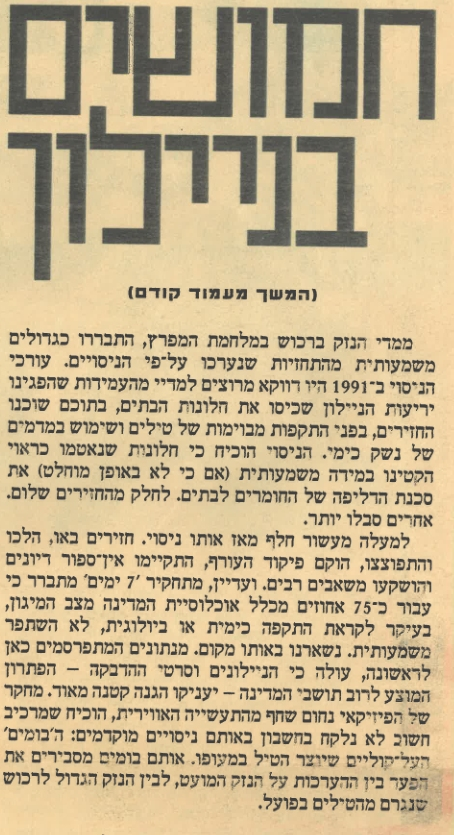 חמושים
בניילון
(המשך מעמוד קודם)
ממדי הנזק ברכוש במלחמת המפרץ, התבררו כגדולים
משמעותית מהתחזיות שנערכו על־פי הניסויים. עורכי
הניסוי ב־1991 היו דווקא מרוצים למדיי מהעמידות שהפגינו
יריעות הניילון שכיסו את חלונות הבתים, בתוכם שוכנו
החזירים, בפני התקפות מבוימות של טילים ושימוש במדמים
של נשק כימי. הניסוי הוכיח כי חלונות שנאטמו כראוי
הקטינו במידה משמעותית (אם כי לא באופן מוחלט) את
סכנת הדליפה של החומרים לבתים. לחלק מהחזירים שלום.
אחרים סבלו יותר.
למעלה מעשור חלף מאז אותו ניסוי. חזירים באו, הלכו
והתפוצצו, הוקם פיקוד העורף, התקיימו אין־ספור דיונים
והושקעו משאבים רבים. ועדיין, מתחקיר '7 ימים' מתברר כי
עבור כ־75 אחוזים מכלל אוכלוסיית המדינה מצב המיגון,
בעיקר לקראת התקפה כימית או ביולוגית, לא השתפר
משמעותית. נשארנו באותו מקום. מנתונים המתפרסמים כאן
לראשונה, עולה כי הניילונים וסרטי ההדבקה – הפתרון
המוצע לרוב תושבי המדינה – יעניקו הגנה קטנה מאוד. מחקר
של הפיזיקאי נחום שחף מהתעשייה האווירית, הוכיח שמרכיב
חשוב לא נלקח בחשבון באותם ניסויים מוקדמים: ה'בומים'
העל־קוליים שיוצר הטיל במעופו. אותם בומים מסבירים את
הפער בין ההערכות על הנזק המועט, לבין הנזק הגדול לרכוש
שנגרם מהטילים בפועל.